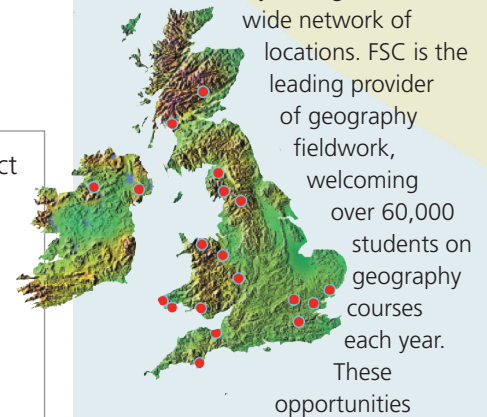 wide network of
locations. FSC is the
leading provider
of geography
fieldwork,
welcoming
over 60,000
students on
geography
courses
each year.
These
opportunities
ct